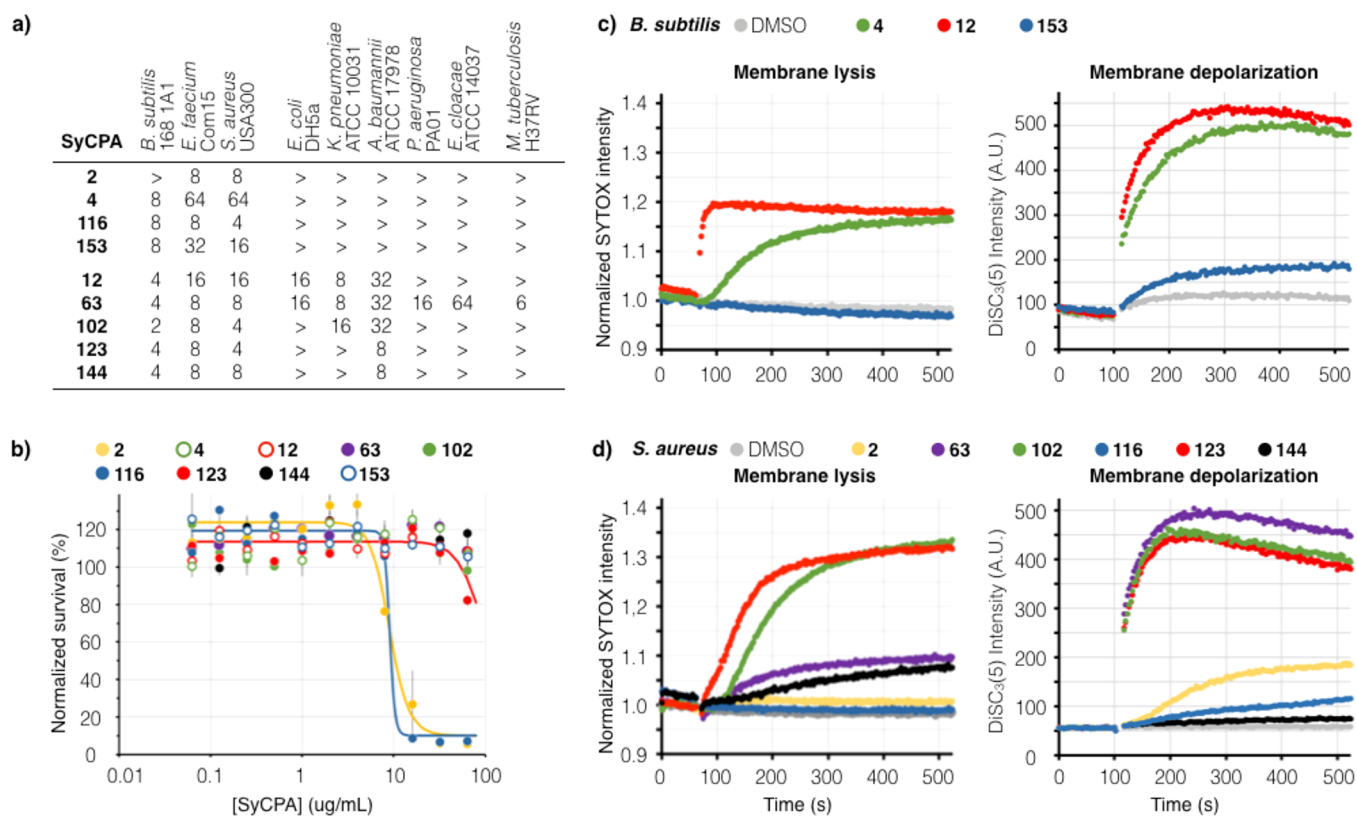 a)
SyCPA
B. subtilis 168 1A1
E. faecium Com15
S. aureus USA300
E. coli DH5a
K. pneumoniae ATCC 10031
A. baumannii ATCC 17978
P. aeruginosa PA01
E. cloacae ATCC 14037
M. tuberculosis H37RV
2 > 8 8 > > > > > >
4 8 64 64 > > > > > >
116 8 8 4 > > > > > >
153 8 32 16 > > > > > >
12 4 16 16 16 8 32 > > >
63 4 8 8 16 8 32 16 64 6
102 2 8 4 > 16 32 > > >
123 4 8 4 > > 8 > > >
144 4 8 8 > > 8 > > >
b)
2 4 12 63 102
116 123 144 153
Normalized survival (%)
120
100
80
60
40
20
0
0.01 0.1 1 10 100
[SyCPA] (ug/mL)
c) B. subtilis DMSO 4 12 153
Membrane lysis
Normalized SYTOX intensity
1.4
1.3
1.2
1.1
1.0
0.9
0 100 200 300 400 500
Membrane depolarization
DiSC3(5) Intensity (A.U.)
500
400
300
200
100
0
0 100 200 300 400 500
d) S. aureus DMSO 2 63 102 116 123 144
Membrane lysis
Normalized SYTOX intensity
1.4
1.3
1.2
1.1
1.0
0.9
0 100 200 300 400 500
Time (s)
Membrane depolarization
DiSC3(5) Intensity (A.U.)
500
400
300
200
100
0
0 100 200 300 400 500
Time (s)